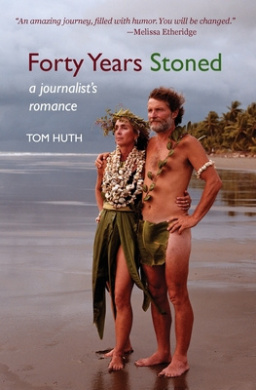 "An amazing journey, filled with humor. You will be changed."
—Melissa Etheridge
Forty Years Stoned
a journalist's
romance
TOM HUTH